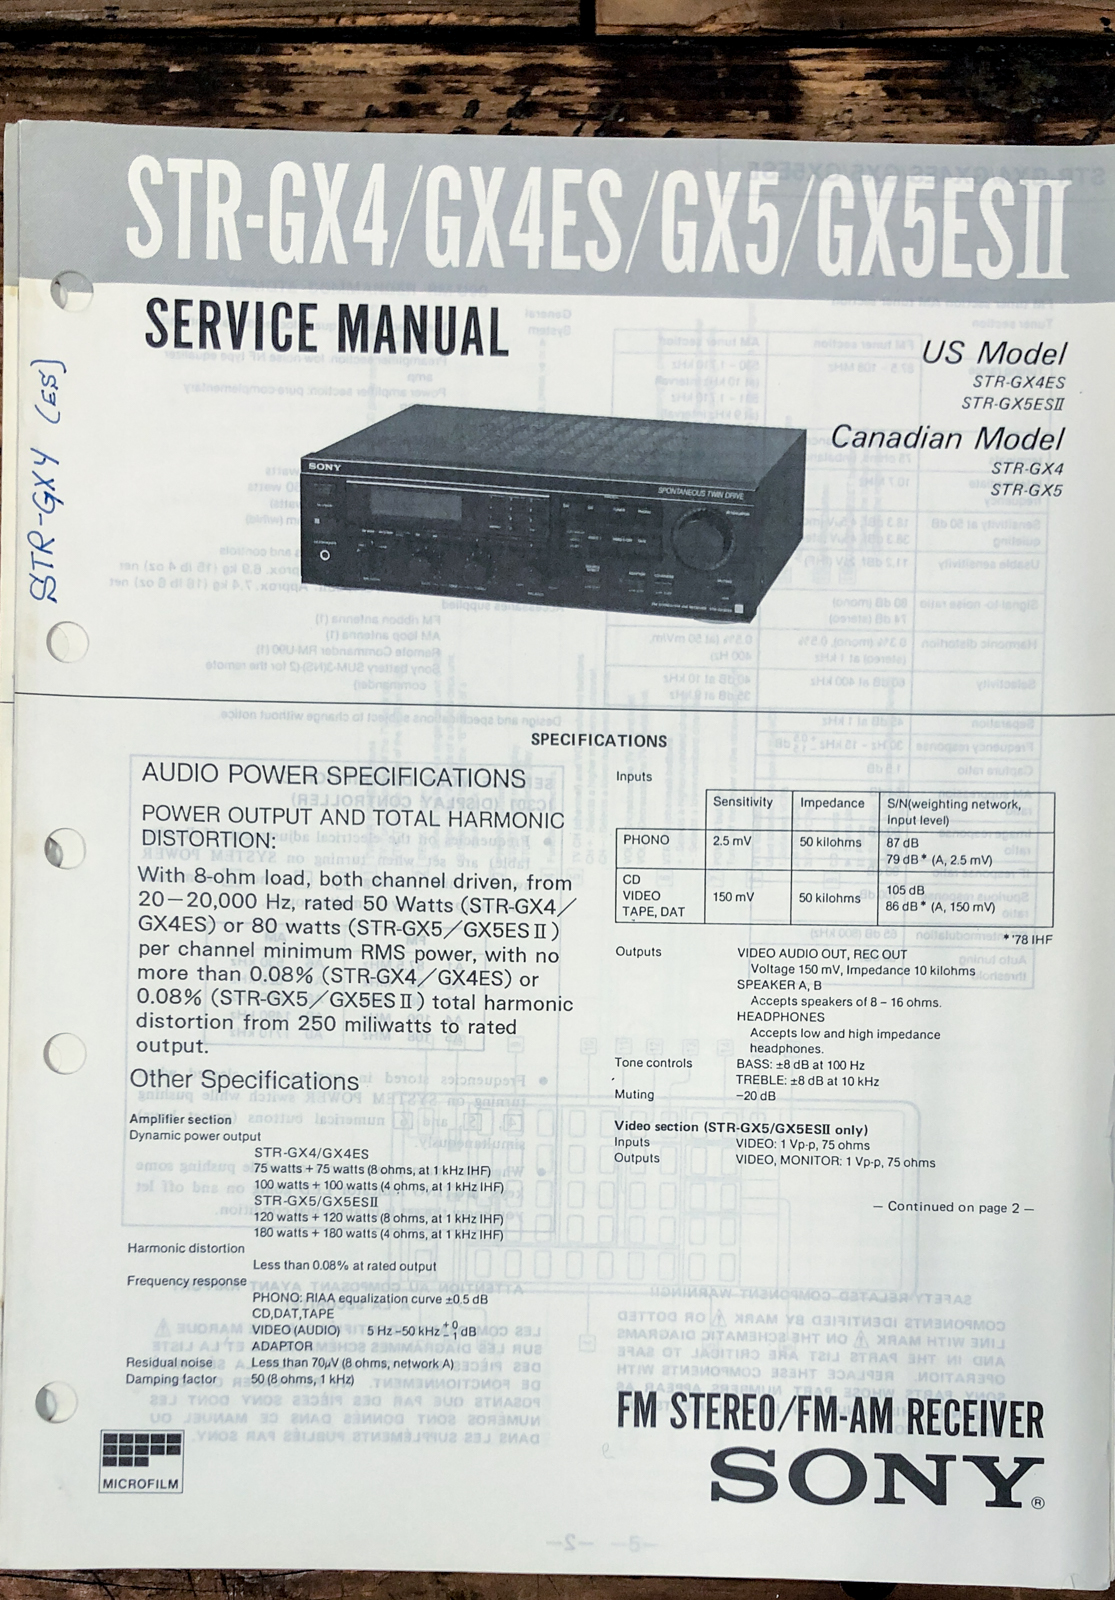 STR-GX4/GX4ES/GX5/GX5ESII
SERVICE MANUAL
US Model
STR-GX4ES
STR-GX5ESII
Canadian Model
STR-GX4
STR-GX5
STR-GX4 (ES)
SONY
SPONTANEOUS TWIN DRIVE
SPECIFICATIONS
AUDIO POWER SPECIFICATIONS
POWER OUTPUT AND TOTAL HARMONIC
DISTORTION:
With 8-ohm load, both channel driven, from
20–20,000 Hz, rated 50 Watts (STR-GX4/
GX4ES) or 80 watts (STR-GX5/GX5ESII)
per channel minimum RMS power, with no
more than 0.08% (STR-GX4/GX4ES) or
0.08% (STR-GX5/GX5ESII) total harmonic
distortion from 250 miliwatts to rated
output.
Other Specifications
Amplifier section
Dynamic power output
STR-GX4/GX4ES
75 watts + 75 watts (8 ohms, at 1 kHz IHF)
100 watts + 100 watts (4 ohms, at 1 kHz IHF)
STR-GX5/GX5ESII
120 watts + 120 watts (8 ohms, at 1 kHz IHF)
180 watts + 180 watts (4 ohms, at 1 kHz IHF)
Harmonic distortion
Less than 0.08% at rated output
Frequency response
PHONO: RIAA equalization curve ±0.5 dB
CD,DAT,TAPE
VIDEO (AUDIO) 5 Hz–50 kHz +0 −1 dB
ADAPTOR
Residual noise Less than 70µV (8 ohms, network A)
Damping factor 50 (8 ohms, 1 kHz)
MICROFILM
Inputs
Sensitivity Impedance S/N(weighting network,
input level)
PHONO 2.5 mV 50 kilohms 87 dB
79 dB* (A, 2.5 mV)
CD
VIDEO
TAPE, DAT 150 mV 50 kilohms 105 dB
86 dB* (A, 150 mV)
*'78 IHF
Outputs VIDEO AUDIO OUT, REC OUT
Voltage 150 mV, Impedance 10 kilohms
SPEAKER A, B
Accepts speakers of 8 – 16 ohms.
HEADPHONES
Accepts low and high impedance
headphones.
Tone controls BASS: ±8 dB at 100 Hz
TREBLE: ±8 dB at 10 kHz
Muting –20 dB
Video section (STR-GX5/GX5ESII only)
Inputs VIDEO: 1 Vp-p, 75 ohms
Outputs VIDEO, MONITOR: 1 Vp-p, 75 ohms
— Continued on page 2 —
FM STEREO/FM-AM RECEIVER
SONY®